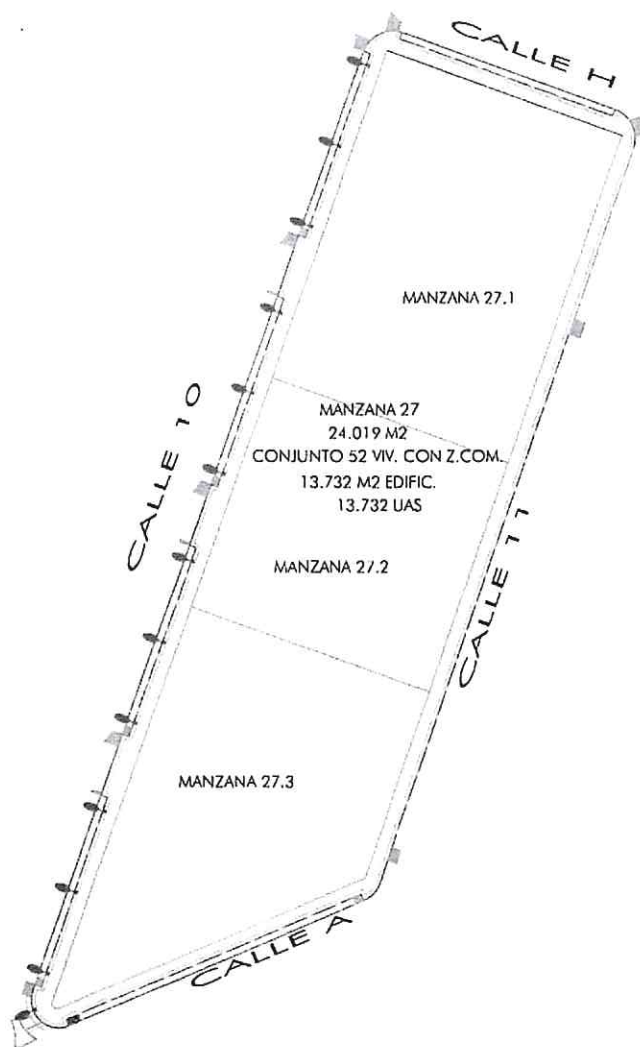 CALLE H
MANZANA 27.1
CALLE 10
MANZANA 27
24.019 M2
CONJUNTO 52 VIV. CON Z.COM.
13.732 M2 EDIFIC.
13.732 UAS
MANZANA 27.2
CALLE 11
MANZANA 27.3
CALLE A